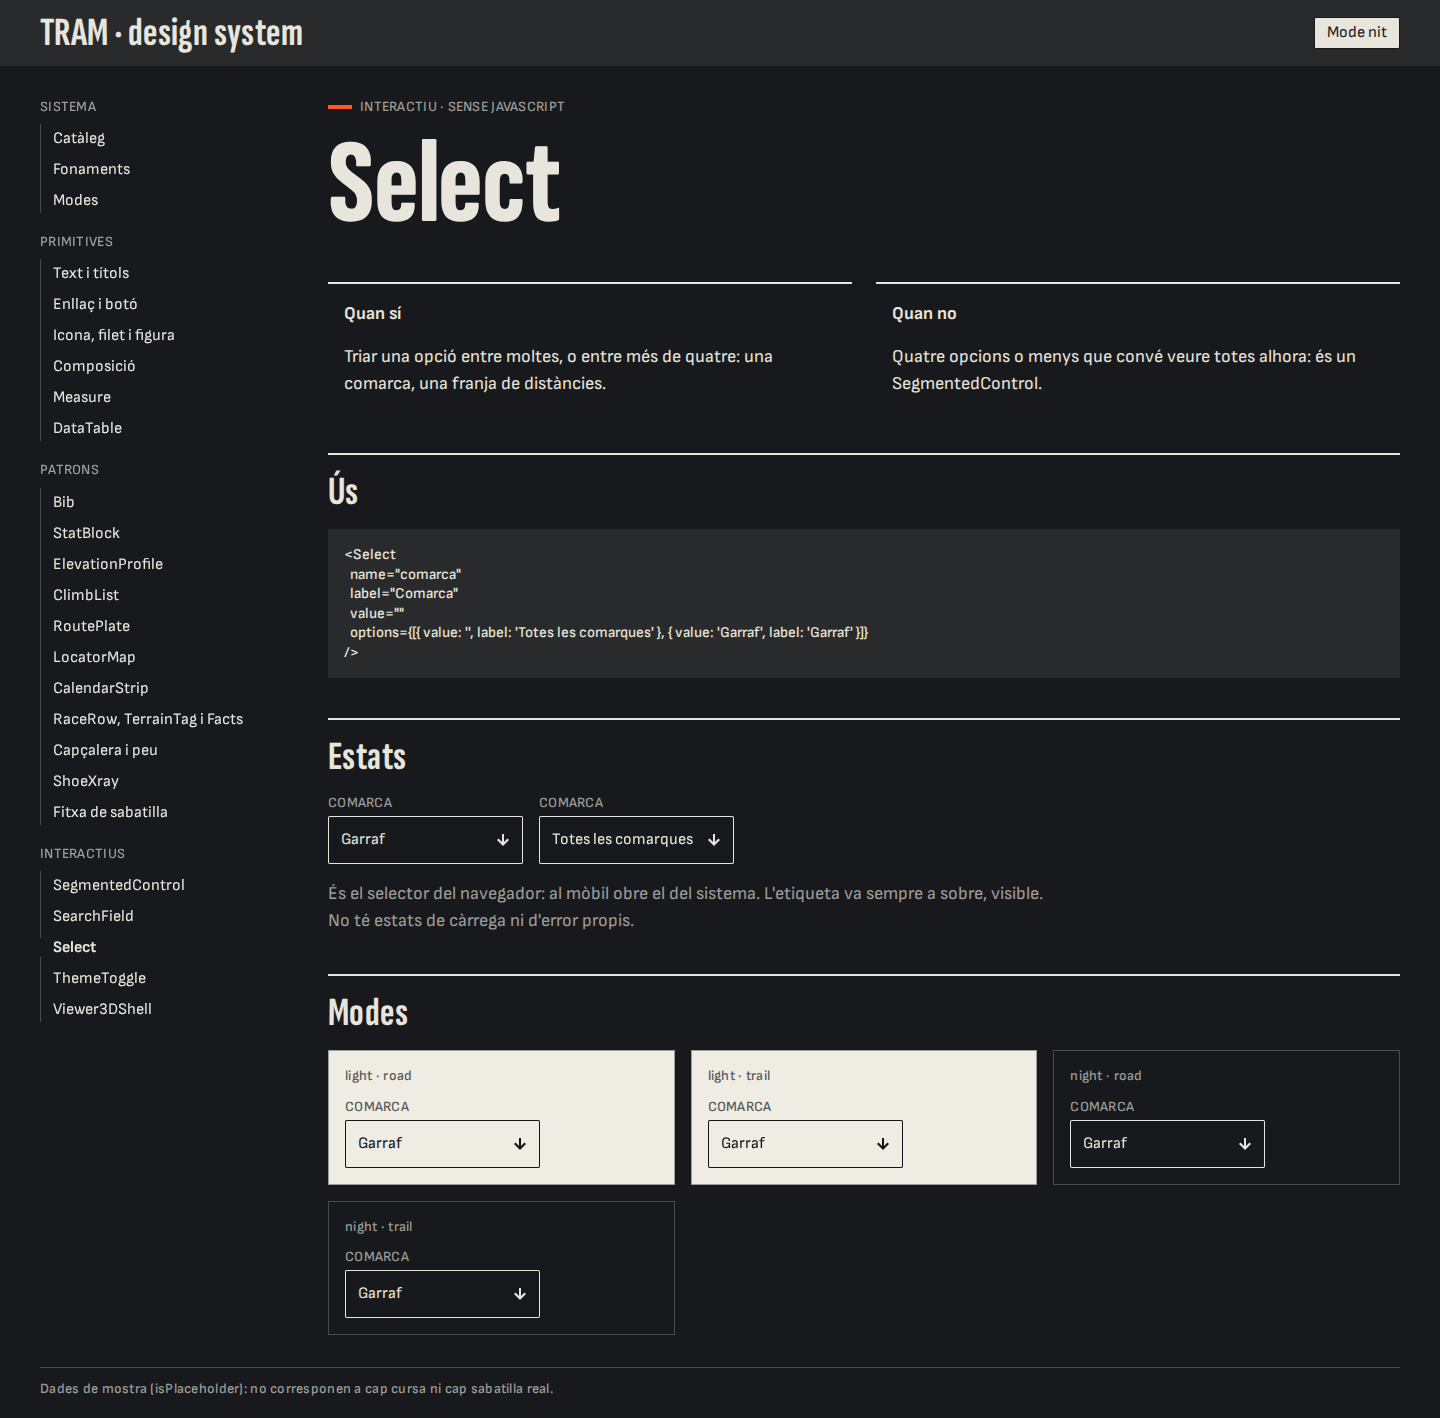 TRAM · design system
Mode nit
SISTEMA
Catàleg
Fonaments
Modes
PRIMITIVES
Text i títols
Enllaç i botó
Icona, filet i figura
Composició
Measure
DataTable
PATRONS
Bib
StatBlock
ElevationProfile
ClimbList
RoutePlate
LocatorMap
CalendarStrip
RaceRow, TerrainTag i Facts
Capçalera i peu
ShoeXray
Fitxa de sabatilla
INTERACTIUS
SegmentedControl
SearchField
Select
ThemeToggle
Viewer3DShell
INTERACTIU · SENSE JAVASCRIPT
Select
Quan sí
Triar una opció entre moltes, o entre més de quatre: una
comarca, una franja de distàncies.
Quan no
Quatre opcions o menys que convé veure totes alhora: és un
SegmentedControl.
Ús
<Select
  name="comarca"
  label="Comarca"
  value=""
  options={[{ value: '', label: 'Totes les comarques' }, { value: 'Garraf', label: 'Garraf' }]}
/>
Estats
COMARCA
Garraf
COMARCA
Totes les comarques
És el selector del navegador: al mòbil obre el del sistema. L'etiqueta va sempre a sobre, visible.
No té estats de càrrega ni d'error propis.
Modes
light · road
COMARCA
Garraf
light · trail
COMARCA
Garraf
night · road
COMARCA
Garraf
night · trail
COMARCA
Garraf
Dades de mostra (isPlaceholder): no corresponen a cap cursa ni cap sabatilla real.